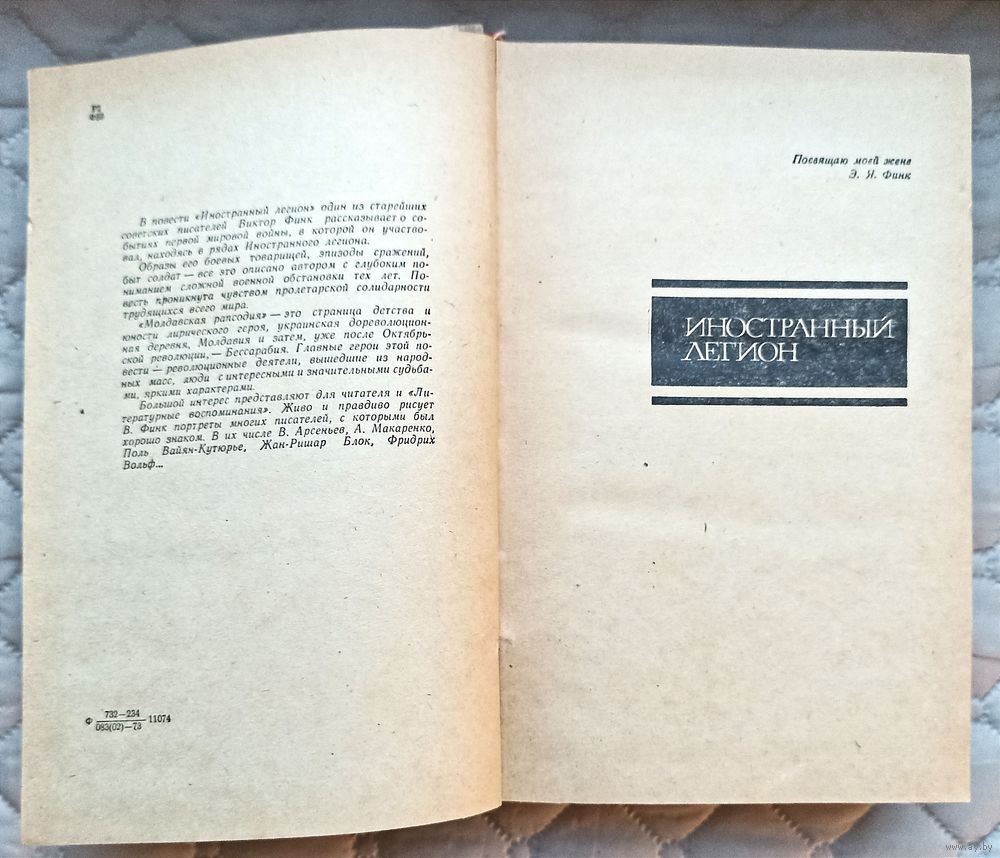 Р2
Ф59
В повести «Иностранный легион» один из старейших
советских писателей Виктор Финк рассказывает о со-
бытиях первой мировой войны, в которой он участво-
вал, находясь в рядах Иностранного легиона.
Образы его боевых товарищей, эпизоды сражений,
быт солдат — все это описано автором с глубоким по-
ниманием сложной военной обстановки тех лет. По-
весть проникнута чувством пролетарской солидарности
трудящихся всего мира.
«Молдавская рапсодия» — это страница детства и
юности лирического героя, украинская дореволюцион-
ная деревня, Молдавия и затем, уже после Октябрь-
ской революции, — Бессарабия. Главные герои этой по-
вести — революционные деятели, вышедшие из народ-
ных масс, люди с интересными и значительными судьба-
ми, яркими характерами.
Большой интерес представляют для читателя и «Ли-
тературные воспоминания». Живо и правдиво рисует
В. Финк портреты многих писателей, с которыми был
хорошо знаком. В их числе В. Арсеньев, А. Макаренко,
Поль Вайян-Кутюрье, Жан-Ришар Блок, Фридрих
Вольф...
Ф 732—234
083(02)—73 11074
Посвящаю моей жене
Э. Я. Финк
ИНОСТРАННЫЙ
ЛЕГИОН
www.ay.by